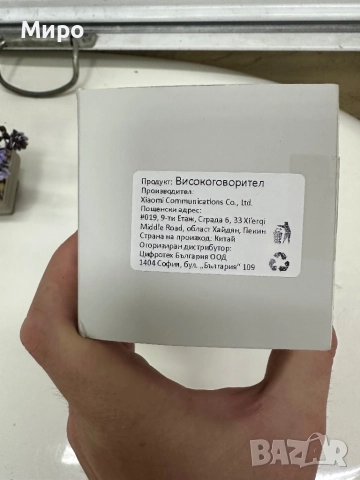 Миро
Продукт: Високоговорител
Производител:
Xiaomi Communications Co., Ltd.
Пощенски адрес:
#019, 9-ти Етаж, Сграда 6, 33 Xi'erqi
Middle Road, област Хайдян, Пекин
Страна на произход: Китай
Оторизиран дистрибутор:
Цифротех България ООД
1404 София, бул. „България" 109
BAZAR